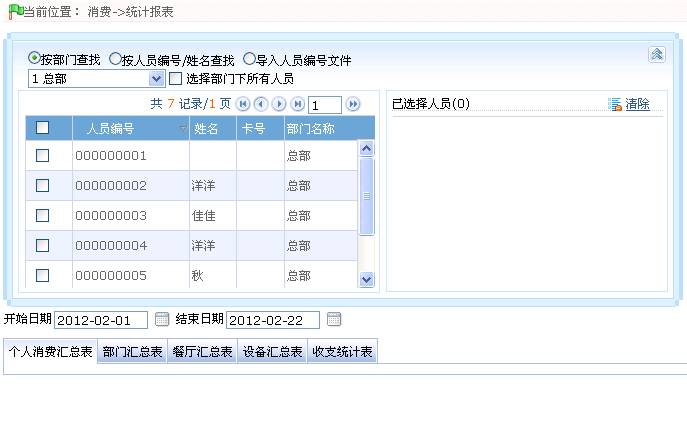 当前位置： 消费->统计报表
按部门查找 按人员编号/姓名查找 导入人员编号文件
1 总部 选择部门下所有人员
共 7 记录/1 页 1
已选择人员(0) 清除
人员编号 姓名 卡号 部门名称
000000001 总部
000000002 洋洋 总部
000000003 佳佳 总部
000000004 洋洋 总部
000000005 秋 总部
开始日期 2012-02-01 结束日期 2012-02-22
个人消费汇总表 部门汇总表 餐厅汇总表 设备汇总表 收支统计表